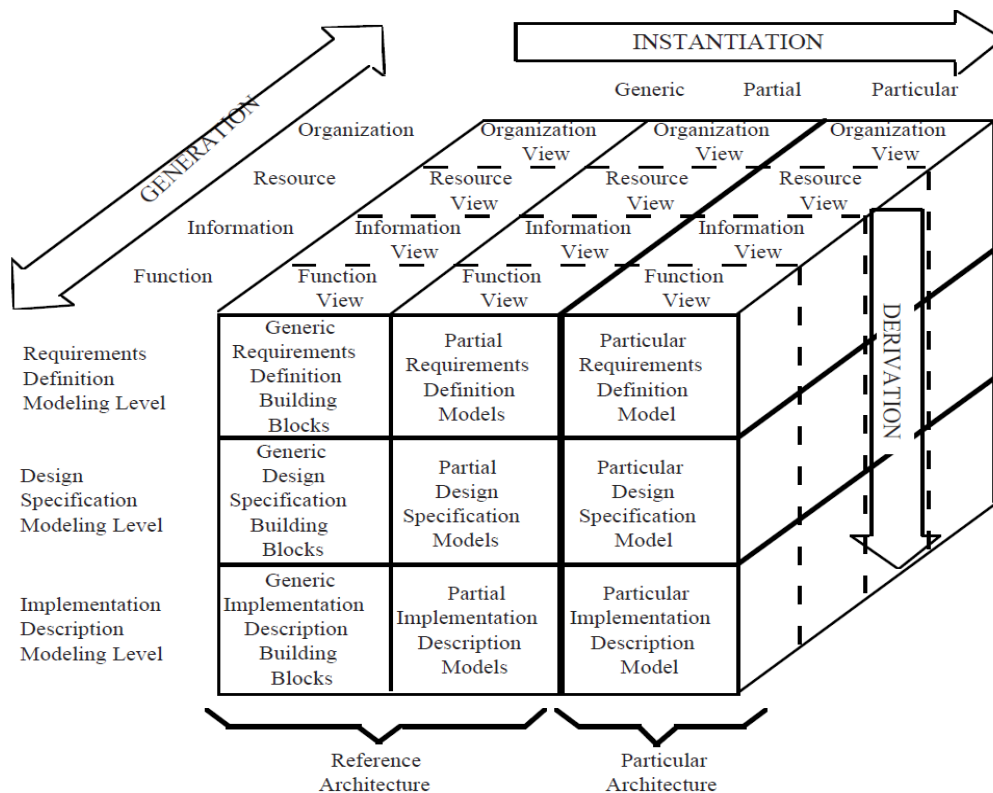 INSTANTIATION
Generic Partial Particular
GENERATION
Organization
Organization
View
Organization
View
Organization
View
Resource
Resource
View
Resource
View
Resource
View
Information
Information
View
Information
View
Information
View
Function
Function
View
Function
View
Function
View
DERIVATION
Requirements
Definition
Modeling Level
Generic
Requirements
Definition
Building
Blocks
Partial
Requirements
Definition
Models
Particular
Requirements
Definition
Model
Design
Specification
Modeling Level
Generic
Design
Specification
Building
Blocks
Partial
Design
Specification
Models
Particular
Design
Specification
Model
Implementation
Description
Modeling Level
Generic
Implementation
Description
Building
Blocks
Partial
Implementation
Description
Models
Particular
Implementation
Description
Model
Reference
Architecture
Particular
Architecture